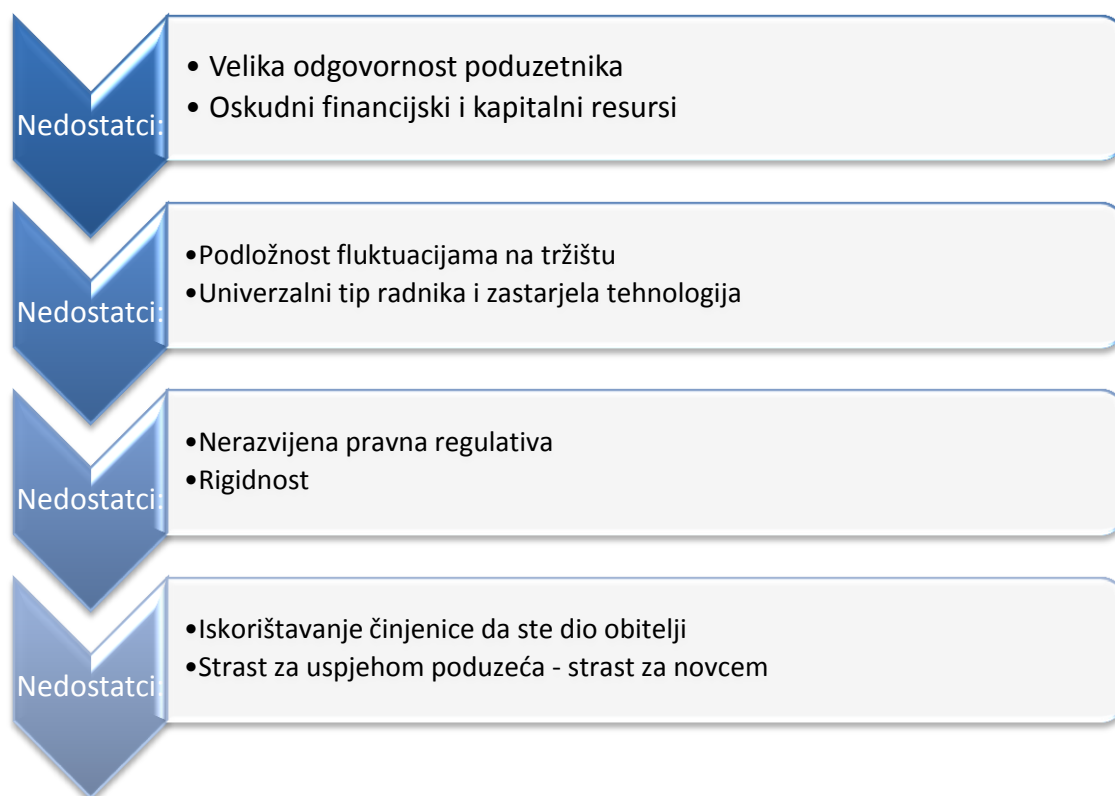 Nedostatci:
• Velika odgovornost poduzetnika
• Oskudni financijski i kapitalni resursi
Nedostatci:
•Podložnost fluktuacijama na tržištu
•Univerzalni tip radnika i zastarjela tehnologija
Nedostatci:
•Nerazvijena pravna regulativa
•Rigidnost
Nedostatci:
•Iskorištavanje činjenice da ste dio obitelji
•Strast za uspjehom poduzeća - strast za novcem